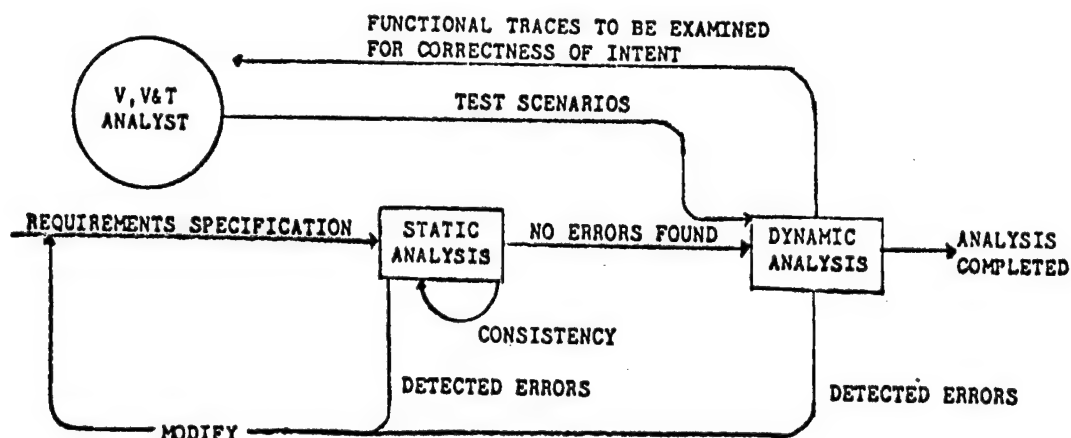 FUNCTIONAL TRACES TO BE EXAMINED
FOR CORRECTNESS OF INTENT
V,V&T
ANALYST
TEST SCENARIOS
REQUIREMENTS SPECIFICATION
STATIC
ANALYSIS
NO ERRORS FOUND
DYNAMIC
ANALYSIS
ANALYSIS
COMPLETED
CONSISTENCY
DETECTED ERRORS
DETECTED ERRORS
MODIFY